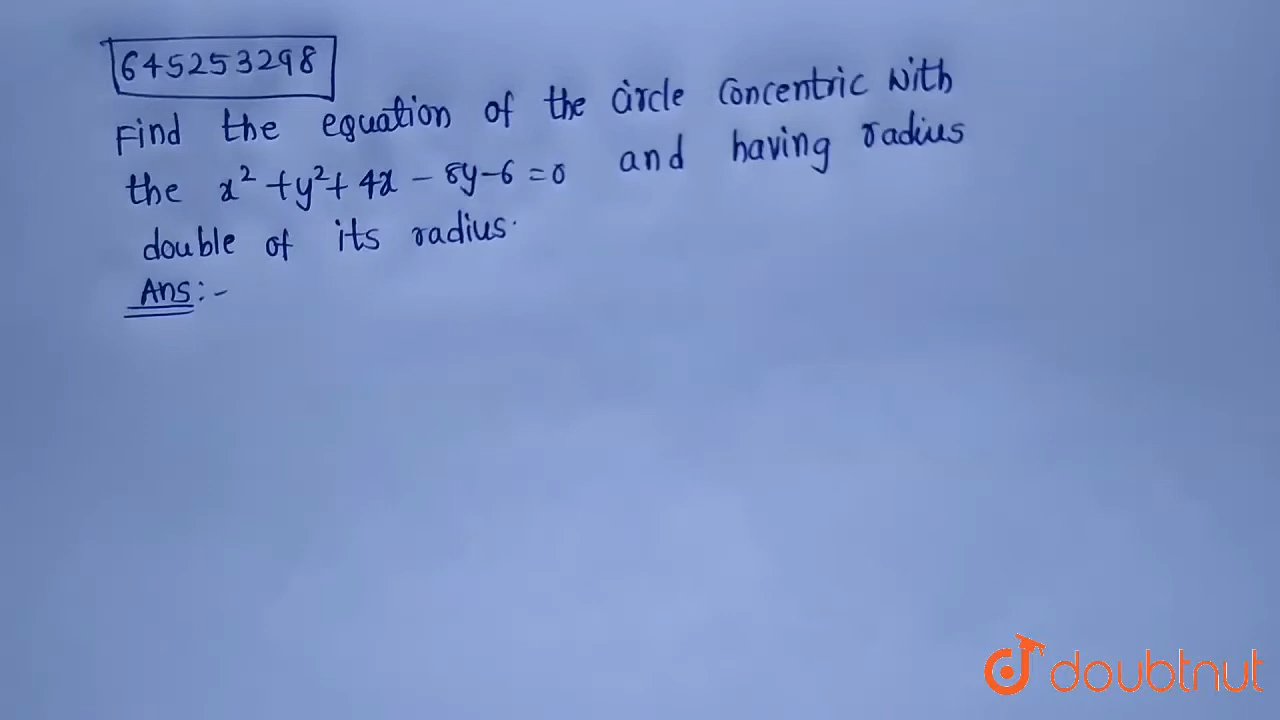 645253298
Find the equation of the circle concentric with
the x² + y² + 4x - 8y - 6 = 0 and having radius
double of its radius.
Ans:-
doubtnut